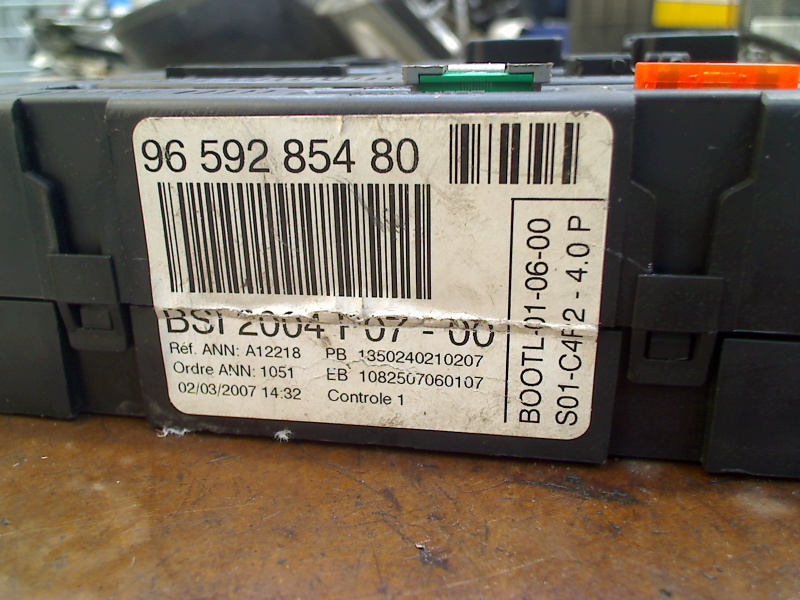 96 592 854 80
BSI 2004 F07 - 00
Réf. ANN: A12218 PB 1350240210207
Ordre ANN: 1051 EB 1082507060107
02/03/2007 14:32 Controle 1
BOOTL-01-06-00
S01-C4P2 - 4.0 P